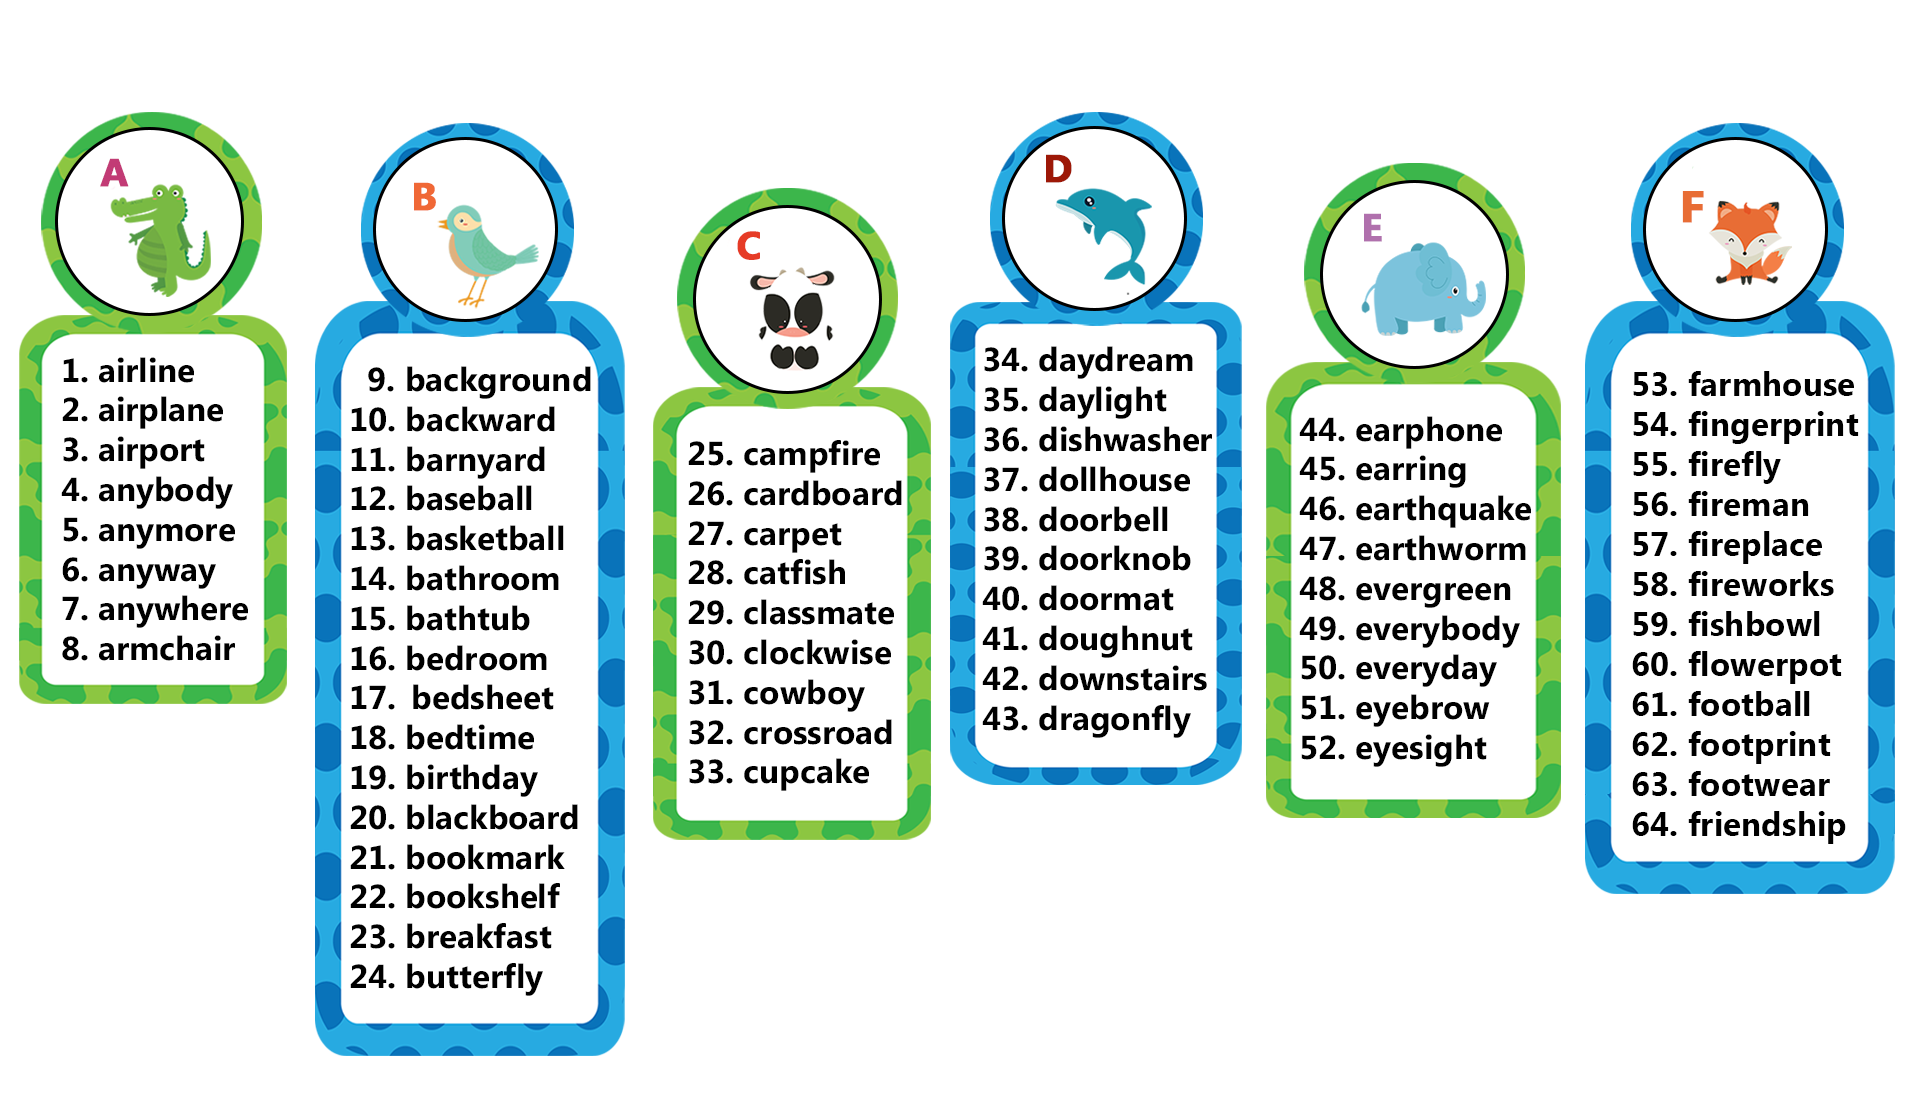 A
1. airline
2. airplane
3. airport
4. anybody
5. anymore
6. anyway
7. anywhere
8. armchair
B
9. background
10. backward
11. barnyard
12. baseball
13. basketball
14. bathroom
15. bathtub
16. bedroom
17. bedsheet
18. bedtime
19. birthday
20. blackboard
21. bookmark
22. bookshelf
23. breakfast
24. butterfly
C
25. campfire
26. cardboard
27. carpet
28. catfish
29. classmate
30. clockwise
31. cowboy
32. crossroad
33. cupcake
D
34. daydream
35. daylight
36. dishwasher
37. dollhouse
38. doorbell
39. doorknob
40. doormat
41. doughnut
42. downstairs
43. dragonfly
E
44. earphone
45. earring
46. earthquake
47. earthworm
48. evergreen
49. everybody
50. everyday
51. eyebrow
52. eyesight
F
53. farmhouse
54. fingerprint
55. firefly
56. fireman
57. fireplace
58. fireworks
59. fishbowl
60. flowerpot
61. football
62. footprint
63. footwear
64. friendship